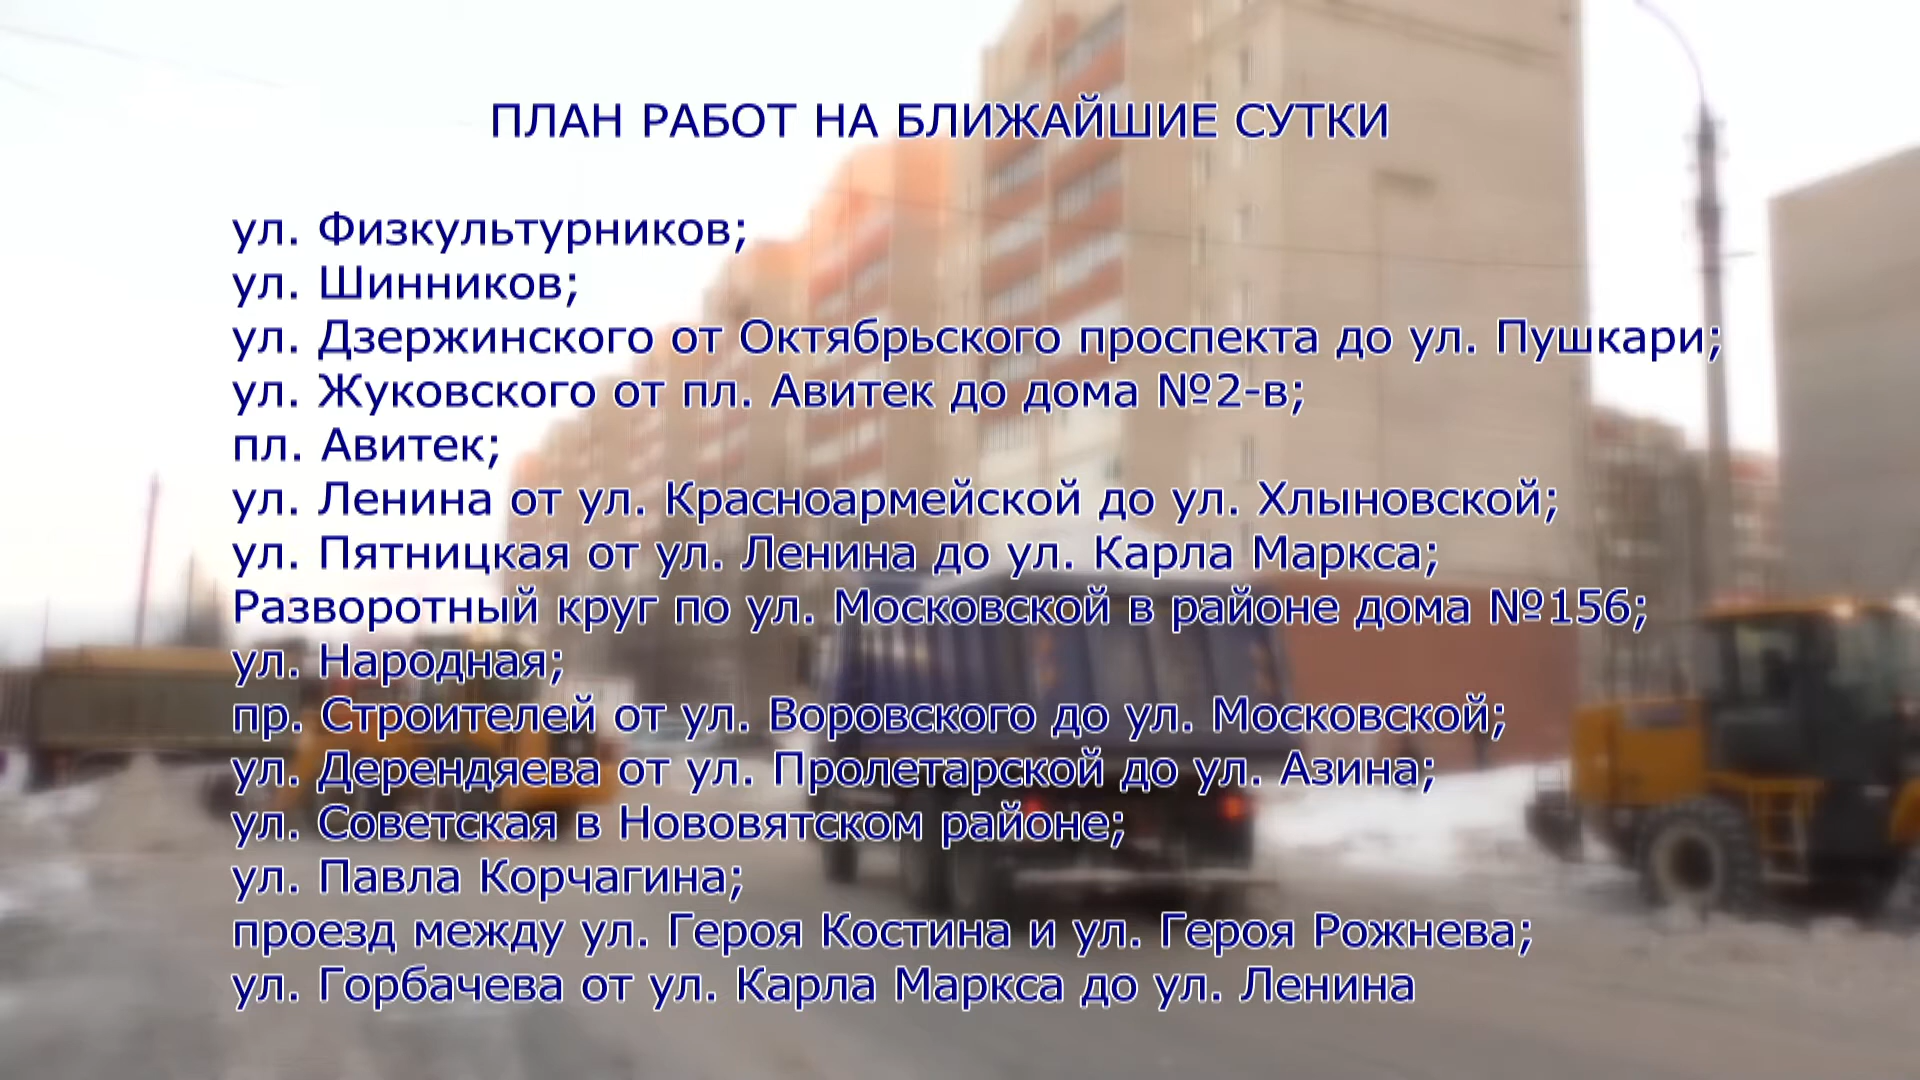 ПЛАН РАБОТ НА БЛИЖАЙШИЕ СУТКИ
ул. Физкультурников;
ул. Шинников;
ул. Дзержинского от Октябрьского проспекта до ул. Пушкари;
ул. Жуковского от пл. Авитек до дома №2-в;
пл. Авитек;
ул. Ленина от ул. Красноармейской до ул. Хлыновской;
ул. Пятницкая от ул. Ленина до ул. Карла Маркса;
Разворотный круг по ул. Московской в районе дома №156;
ул. Народная;
пр. Строителей от ул. Воровского до ул. Московской;
ул. Дерендяева от ул. Пролетарской до ул. Азина;
ул. Советская в Нововятском районе;
ул. Павла Корчагина;
проезд между ул. Героя Костина и ул. Героя Рожнева;
ул. Горбачева от ул. Карла Маркса до ул. Ленина